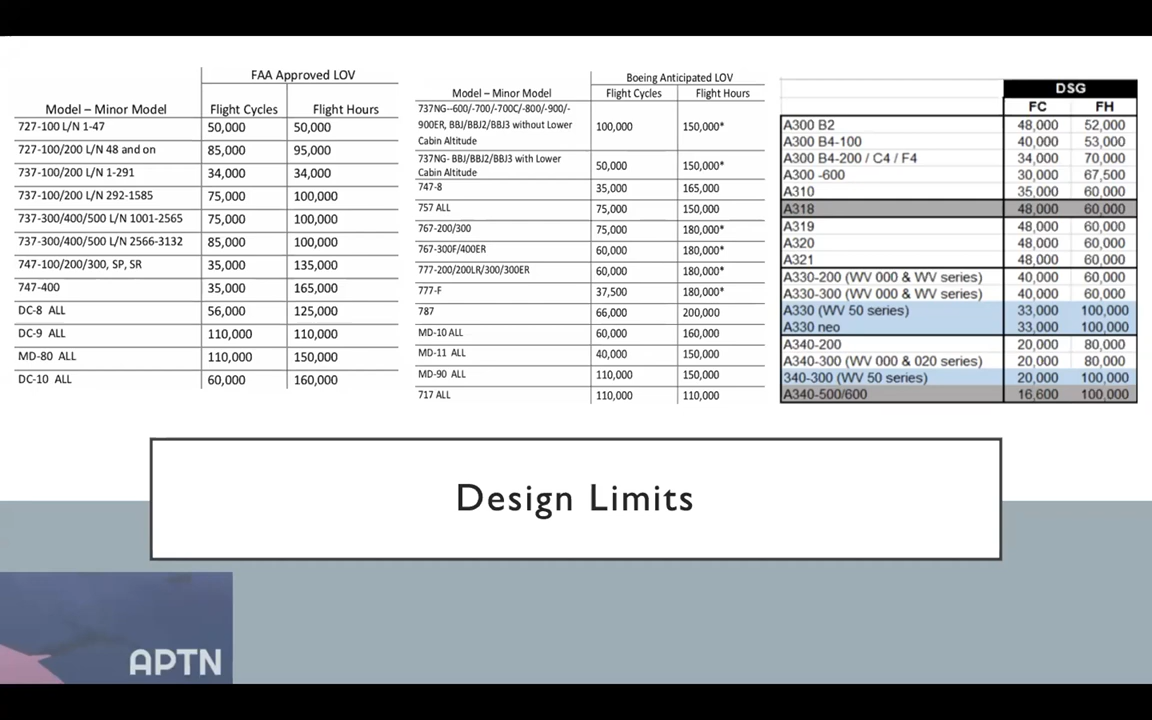 FAA Approved LOV
Model – Minor Model Flight Cycles Flight Hours
727-100 L/N 1-47 50,000 50,000
727-100/200 L/N 48 and on 85,000 95,000
737-100/200 L/N 1-291 34,000 34,000
737-100/200 L/N 292-1585 75,000 100,000
737-300/400/500 L/N 1001-2565 75,000 100,000
737-300/400/500 L/N 2566-3132 85,000 100,000
747-100/200/300, SP, SR 35,000 135,000
747-400 35,000 165,000
DC-8 ALL 56,000 125,000
DC-9 ALL 110,000 110,000
MD-80 ALL 110,000 150,000
DC-10 ALL 60,000 160,000
Boeing Anticipated LOV
Model – Minor Model Flight Cycles Flight Hours
737NG--600/-700/-700C/-800/-900/-
900ER, BBJ/BBJ2/BBJ3 without Lower 100,000 150,000*
Cabin Altitude
737NG- BBJ/BBJ2/BBJ3 with Lower
Cabin Altitude 50,000 150,000*
747-8 35,000 165,000
757 ALL 75,000 150,000
767-200/300 75,000 180,000*
767-300F/400ER 60,000 180,000*
777-200/200LR/300/300ER 60,000 180,000*
777-F 37,500 180,000*
787 66,000 200,000
MD-10 ALL 60,000 160,000
MD-11 ALL 40,000 150,000
MD-90 ALL 110,000 150,000
717 ALL 110,000 110,000
DSG
FC FH
A300 B2 48,000 52,000
A300 B4-100 40,000 53,000
A300 B4-200 / C4 / F4 34,000 70,000
A300 -600 30,000 67,500
A310 35,000 60,000
A318 48,000 60,000
A319 48,000 60,000
A320 48,000 60,000
A321 48,000 60,000
A330-200 (WV 000 & WV series) 40,000 60,000
A330-300 (WV 000 & WV series) 40,000 60,000
A330 (WV 50 series) 33,000 100,000
A330 neo 33,000 100,000
A340-200 20,000 80,000
A340-300 (WV 000 & 020 series) 20,000 80,000
340-300 (WV 50 series) 20,000 100,000
A340-500/600 16,600 100,000
Design Limits
APTN